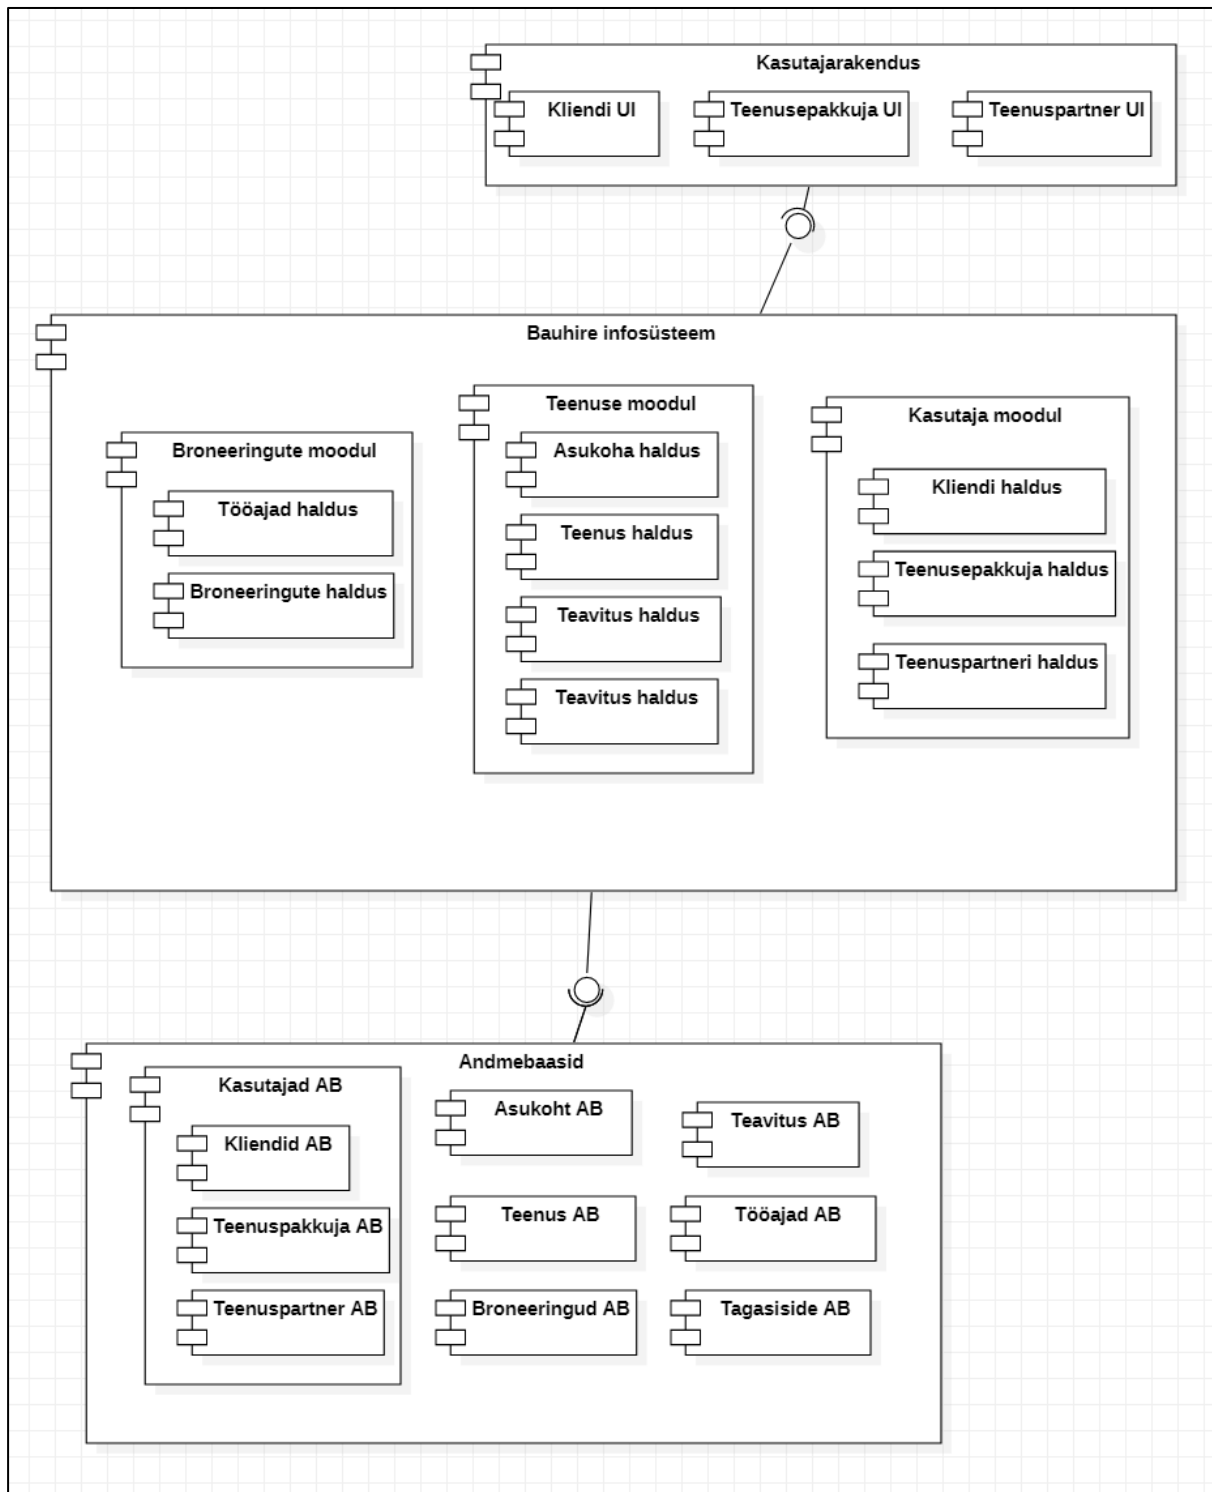 Kasutajarakendus
Kliendi UI
Teenusepakkuja UI
Teenuspartner UI
Bauhire infosüsteem
Broneeringute moodul
Tööajad haldus
Broneeringute haldus
Teenuse moodul
Asukoha haldus
Teenus haldus
Teavitus haldus
Teavitus haldus
Kasutaja moodul
Kliendi haldus
Teenusepakkuja haldus
Teenuspartneri haldus
Andmebaasid
Kasutajad AB
Kliendid AB
Teenuspakkuja AB
Teenuspartner AB
Asukoht AB
Teenus AB
Broneeringud AB
Teavitus AB
Tööajad AB
Tagasiside AB